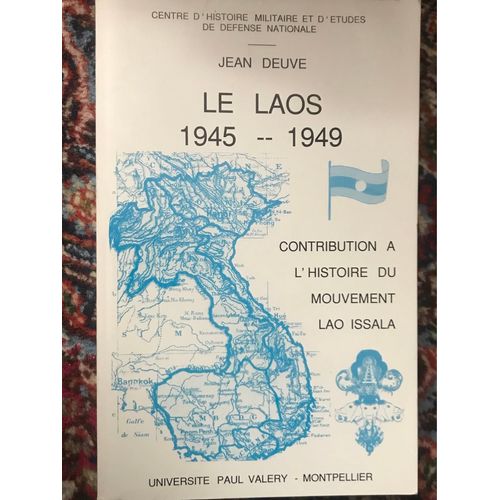 CENTRE D'HISTOIRE MILITAIRE ET D'ETUDES
DE DEFENSE NATIONALE
JEAN DEUVE
LE LAOS
1945 -- 1949
CONTRIBUTION A
L'HISTOIRE DU
MOUVEMENT
LAO ISSALA
Bangkok
Golfe
de Siam
UNIVERSITE PAUL VALERY - MONTPELLIER